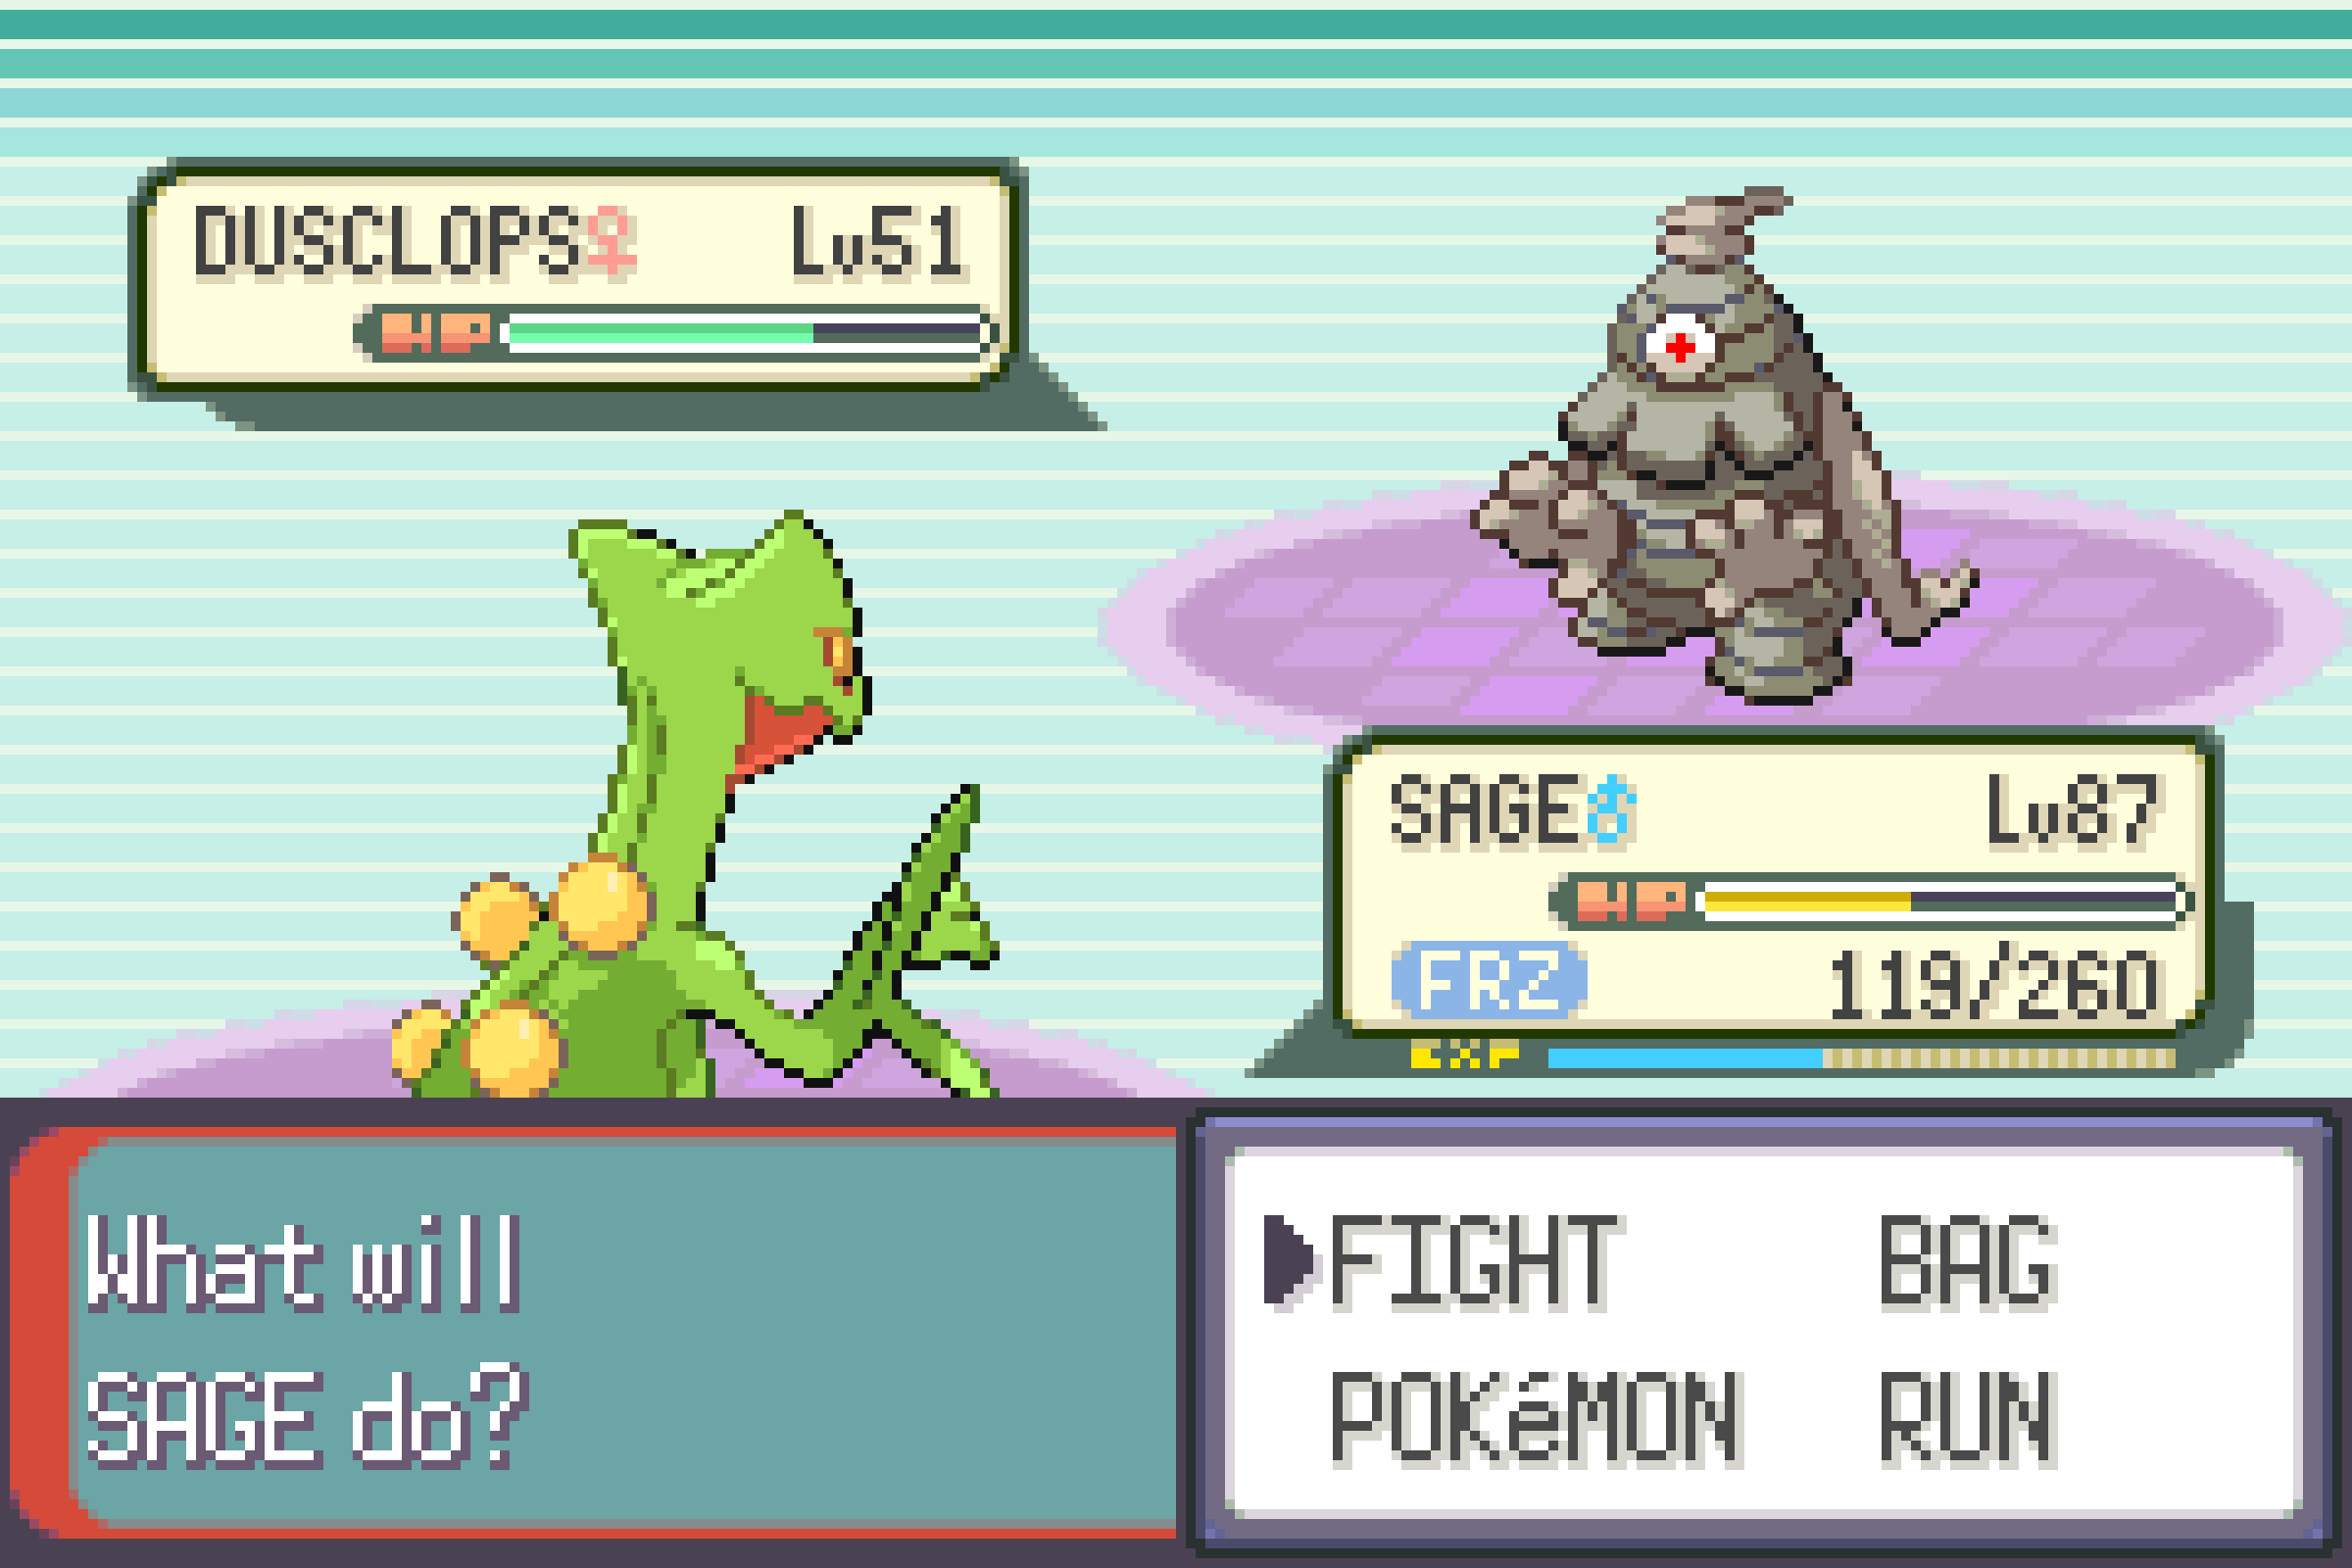 DUSCLOPS♀ Lv51
HP
SAGE♂ Lv87
HP
FRZ 119/260
EXP
What will
SAGE do?
FIGHT BAG
POKéMON RUN